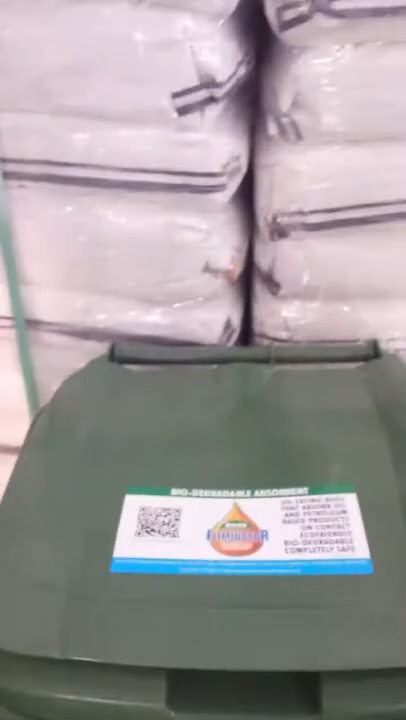 BIO-DEGRADABLE ABSORBENT
ELIMINATOR
OIL EATING BUGS
THAT ABSORB OIL
AND PETROLEUM
BASED PRODUCTS
ON CONTACT
ECOFRIENDLY
BIO-DEGRADABLE
COMPLETELY SAFE